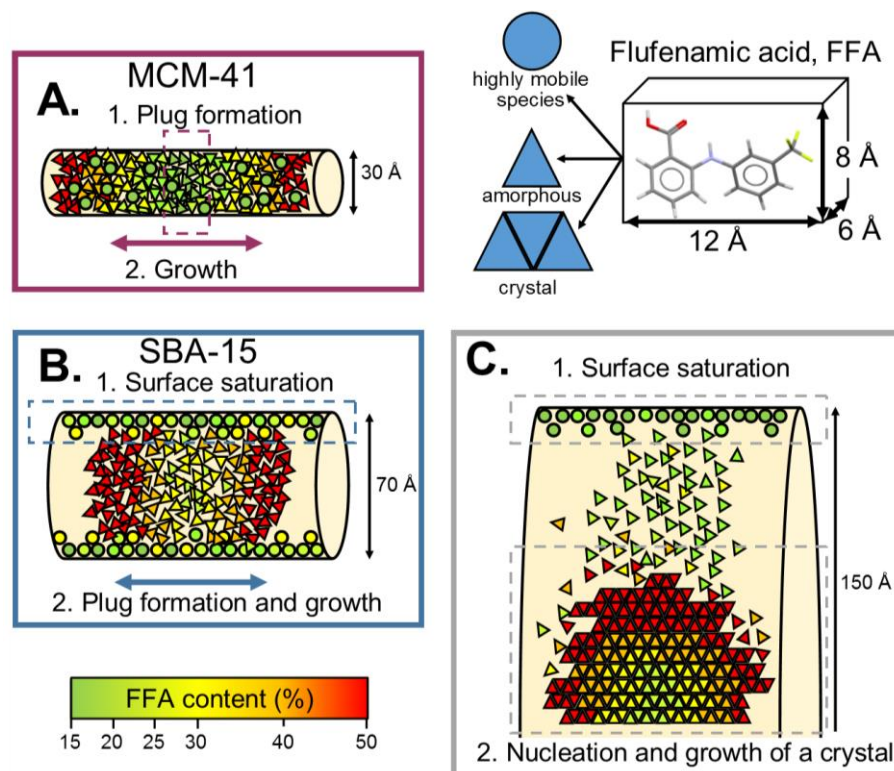 A.
MCM-41
1. Plug formation
30 Å
2. Growth
highly mobile
species
amorphous
crystal
Flufenamic acid, FFA
8 Å
6 Å
12 Å
B.
SBA-15
1. Surface saturation
70 Å
2. Plug formation and growth
FFA content (%)
15 20 25 30 40 50
C.
1. Surface saturation
150 Å
2. Nucleation and growth of a crystal